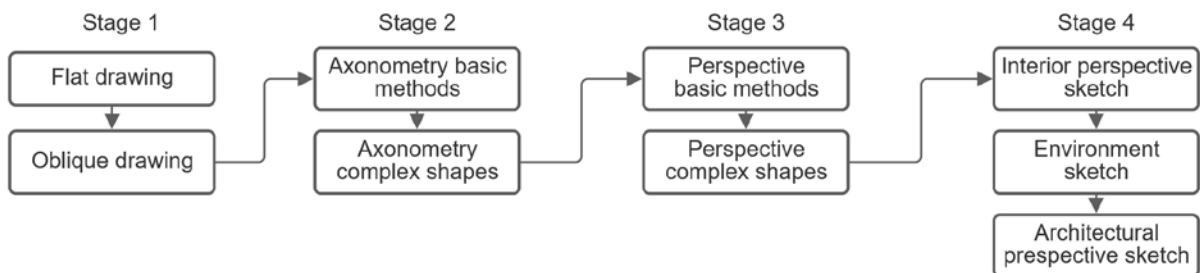 Stage 1
Flat drawing
Oblique drawing
Stage 2
Axonometry basic
methods
Axonometry
complex shapes
Stage 3
Perspective
basic methods
Perspective
complex shapes
Stage 4
Interior perspective
sketch
Environment
sketch
Architectural
prespective sketch